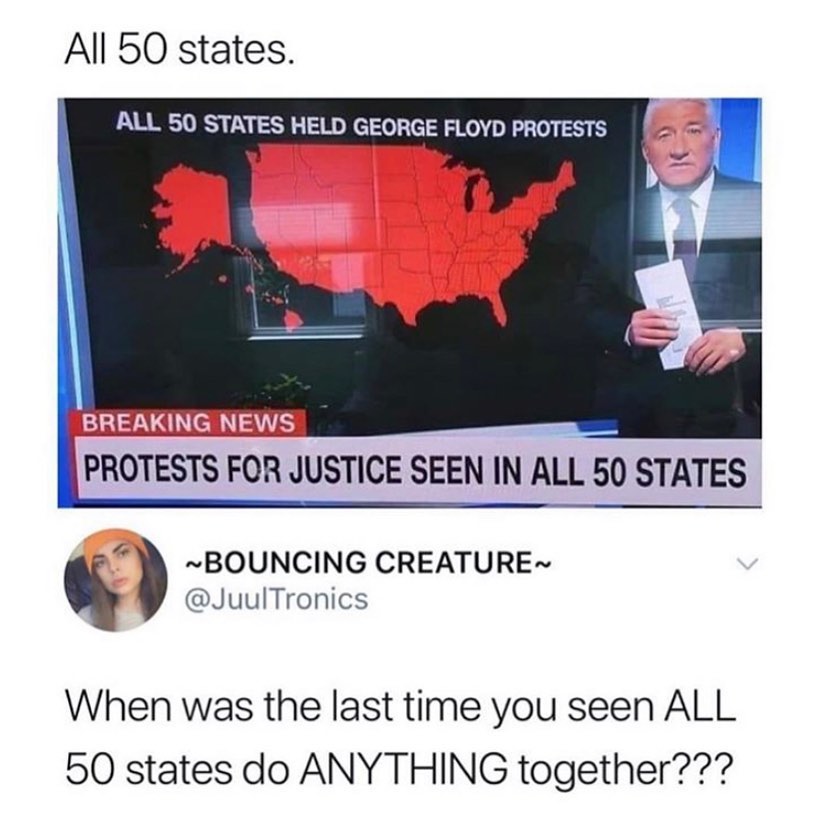 All 50 states.
ALL 50 STATES HELD GEORGE FLOYD PROTESTS
BREAKING NEWS
PROTESTS FOR JUSTICE SEEN IN ALL 50 STATES
~BOUNCING CREATURE~
@JuulTronics
When was the last time you seen ALL
50 states do ANYTHING together???